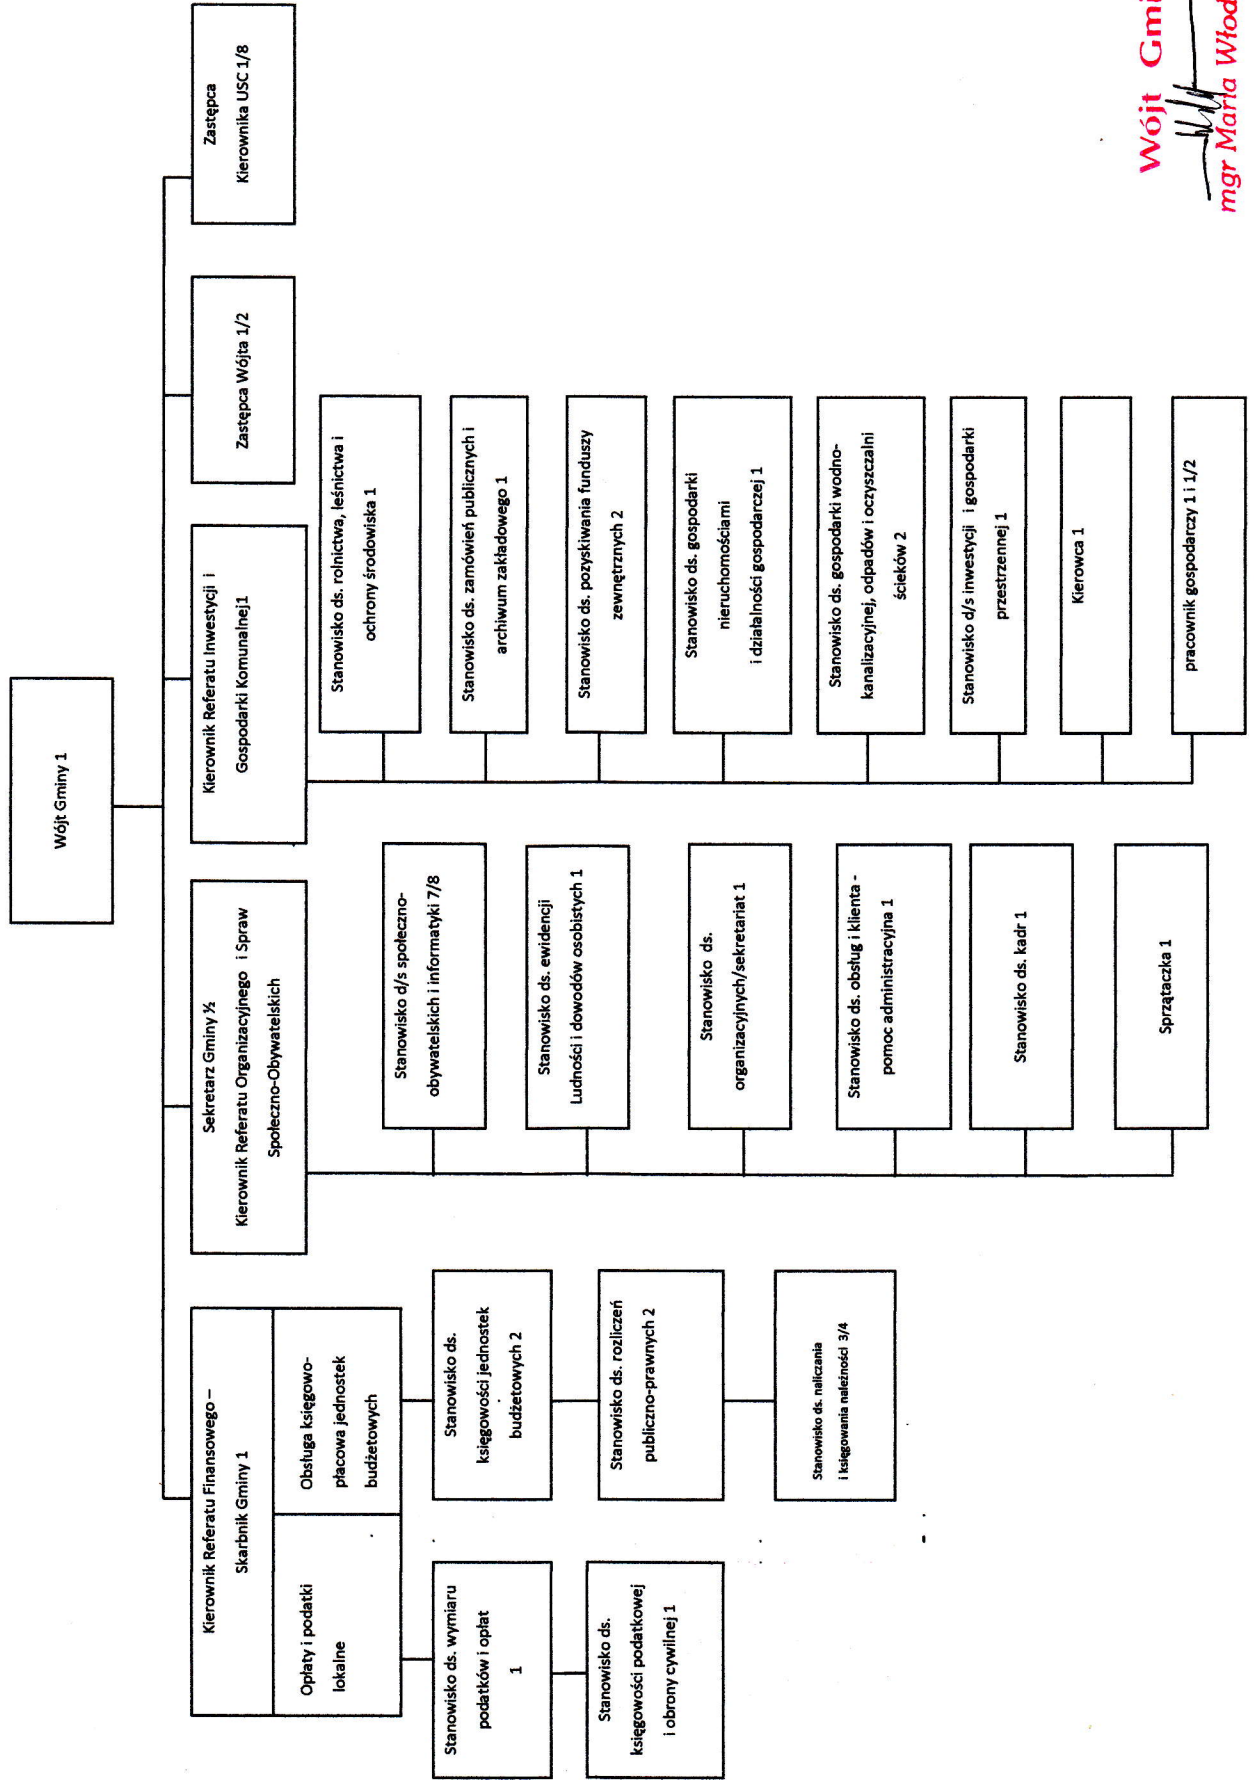 Wójt Gminy 1
Kierownik Referatu Finansowego –
Skarbnik Gminy 1
Opłaty i podatki
lokalne
Obsługa księgowo-
płacowa jednostek
budżetowych
Stanowisko ds. wymiaru
podatków i opłat
1
Stanowisko ds.
księgowości podatkowej
i obrony cywilnej 1
Stanowisko ds.
księgowości jednostek
budżetowych 2
Stanowisko ds. rozliczeń
publiczno-prawnych 2
Stanowisko ds. naliczania
i księgowania należności 3/4
Sekretarz Gminy ½
Kierownik Referatu Organizacyjnego i Spraw
Społeczno-Obywatelskich
Stanowisko d/s społeczno-
obywatelskich i informatyki 7/8
Stanowisko ds. ewidencji
Ludności i dowodów osobistych 1
Stanowisko ds.
organizacyjnych/sekretariat 1
Stanowisko ds. obsług i klienta -
pomoc administracyjna 1
Stanowisko ds. kadr 1
Sprzątaczka 1
Kierownik Referatu Inwestycji i
Gospodarki Komunalnej1
Stanowisko ds. rolnictwa, leśnictwa i
ochrony środowiska 1
Stanowisko ds. zamówień publicznych i
archiwum zakładowego 1
Stanowisko ds. pozyskiwania funduszy
zewnętrznych 2
Stanowisko ds. gospodarki
nieruchomościami
i działalności gospodarczej 1
Stanowisko ds. gospodarki wodno-
kanalizacyjnej, odpadów i oczyszczalni
ścieków 2
Stanowisko d/s inwestycji i gospodarki
przestrzennej 1
Kierowca 1
pracownik gospodarczy 1 i 1/2
Zastępca Wójta 1/2
Zastępca
Kierownika USC 1/8
Wójt Gmi
mgr Maria Włod